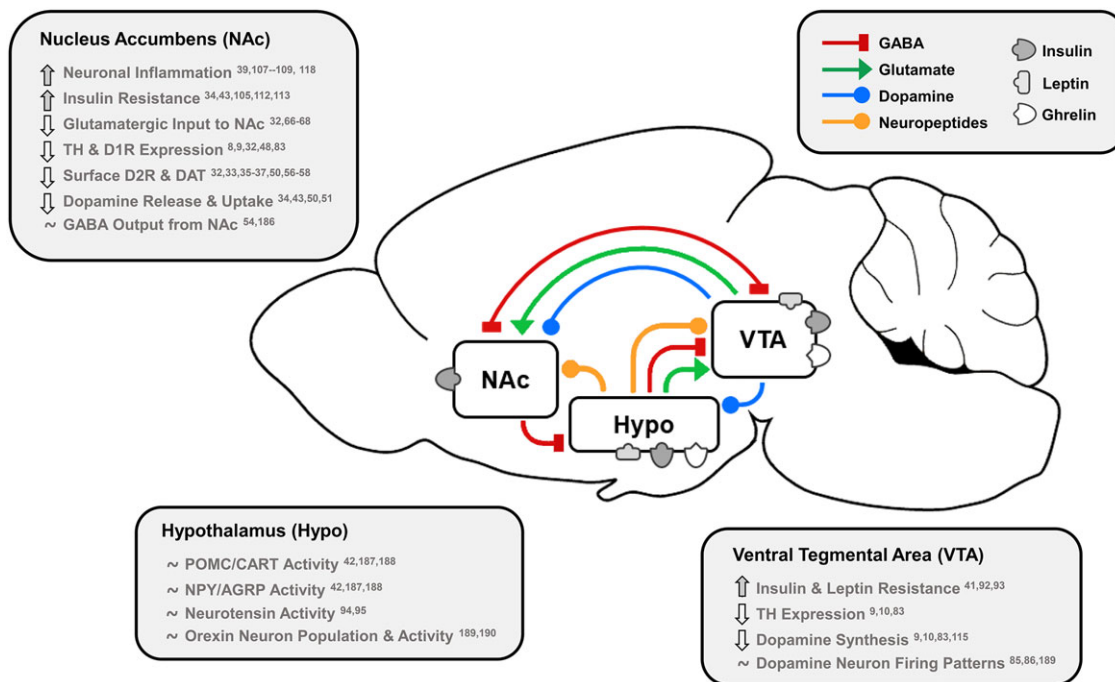 Nucleus Accumbens (NAc)
⇧ Neuronal Inflammation 39,107--109, 118
⇧ Insulin Resistance 34,43,105,112,113
⇩ Glutamatergic Input to NAc 32,66-68
⇩ TH & D1R Expression 8,9,32,48,83
⇩ Surface D2R & DAT 32,33,35-37,50,56-58
⇩ Dopamine Release & Uptake 34,43,50,51
~ GABA Output from NAc 54,186
GABA
Glutamate
Dopamine
Neuropeptides
Insulin
Leptin
Ghrelin
NAc
Hypo
VTA
Hypothalamus (Hypo)
~ POMC/CART Activity 42,187,188
~ NPY/AGRP Activity 42,187,188
~ Neurotensin Activity 94,95
~ Orexin Neuron Population & Activity 189,190
Ventral Tegmental Area (VTA)
⇧ Insulin & Leptin Resistance 41,92,93
⇩ TH Expression 9,10,83
⇩ Dopamine Synthesis 9,10,83,115
~ Dopamine Neuron Firing Patterns 85,86,189